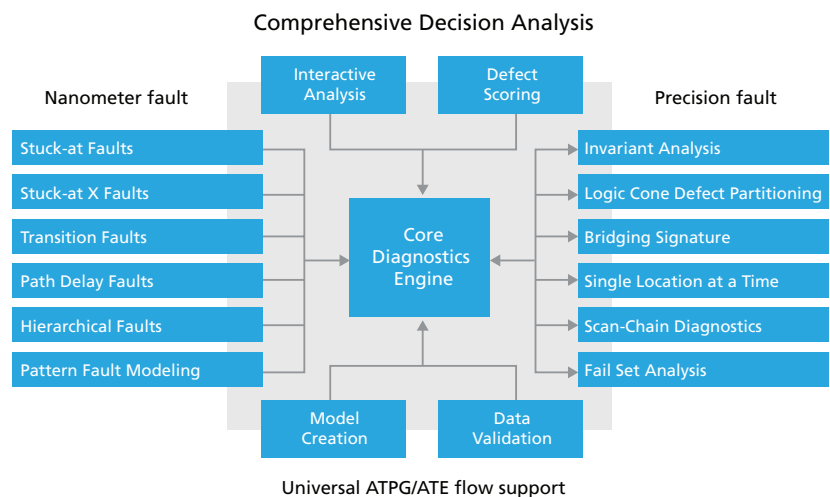 Comprehensive Decision Analysis
Interactive
Analysis
Defect
Scoring
Nanometer fault
Precision fault
Stuck-at Faults
Stuck-at X Faults
Transition Faults
Path Delay Faults
Hierarchical Faults
Pattern Fault Modeling
Core
Diagnostics
Engine
Invariant Analysis
Logic Cone Defect Partitioning
Bridging Signature
Single Location at a Time
Scan-Chain Diagnostics
Fail Set Analysis
Model
Creation
Data
Validation
Universal ATPG/ATE flow support